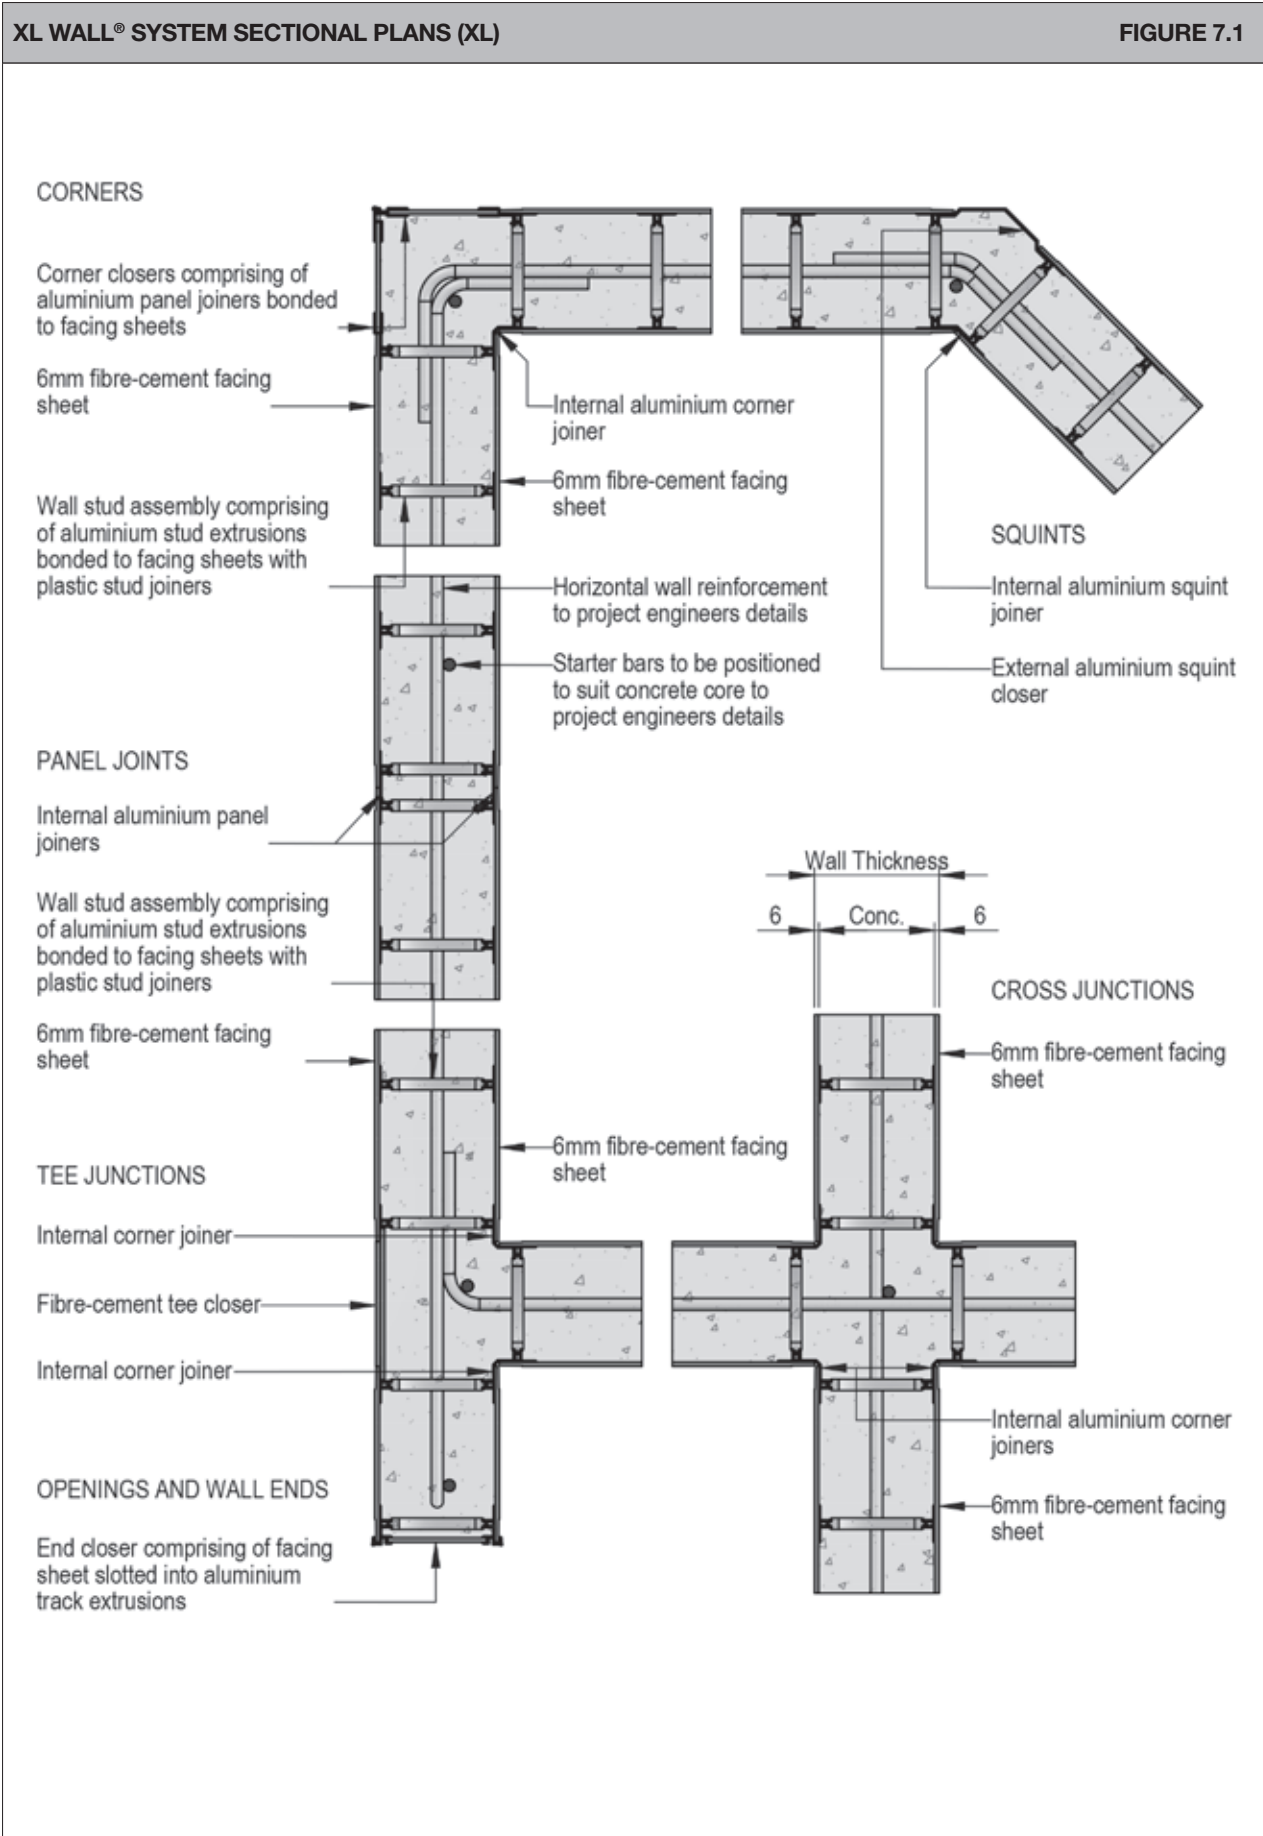 XL WALL® SYSTEM SECTIONAL PLANS (XL)
FIGURE 7.1
CORNERS
Corner closers comprising of
aluminium panel joiners bonded
to facing sheets
6mm fibre-cement facing
sheet
Wall stud assembly comprising
of aluminium stud extrusions
bonded to facing sheets with
plastic stud joiners
Internal aluminium corner
joiner
6mm fibre-cement facing
sheet
Horizontal wall reinforcement
to project engineers details
Starter bars to be positioned
to suit concrete core to
project engineers details
SQUINTS
Internal aluminium squint
joiner
External aluminium squint
closer
PANEL JOINTS
Internal aluminium panel
joiners
Wall stud assembly comprising
of aluminium stud extrusions
bonded to facing sheets with
plastic stud joiners
6mm fibre-cement facing
sheet
6mm fibre-cement facing
sheet
TEE JUNCTIONS
Internal corner joiner
Fibre-cement tee closer
Internal corner joiner
OPENINGS AND WALL ENDS
End closer comprising of facing
sheet slotted into aluminium
track extrusions
Wall Thickness
6 Conc. 6
CROSS JUNCTIONS
6mm fibre-cement facing
sheet
Internal aluminium corner
joiners
6mm fibre-cement facing
sheet